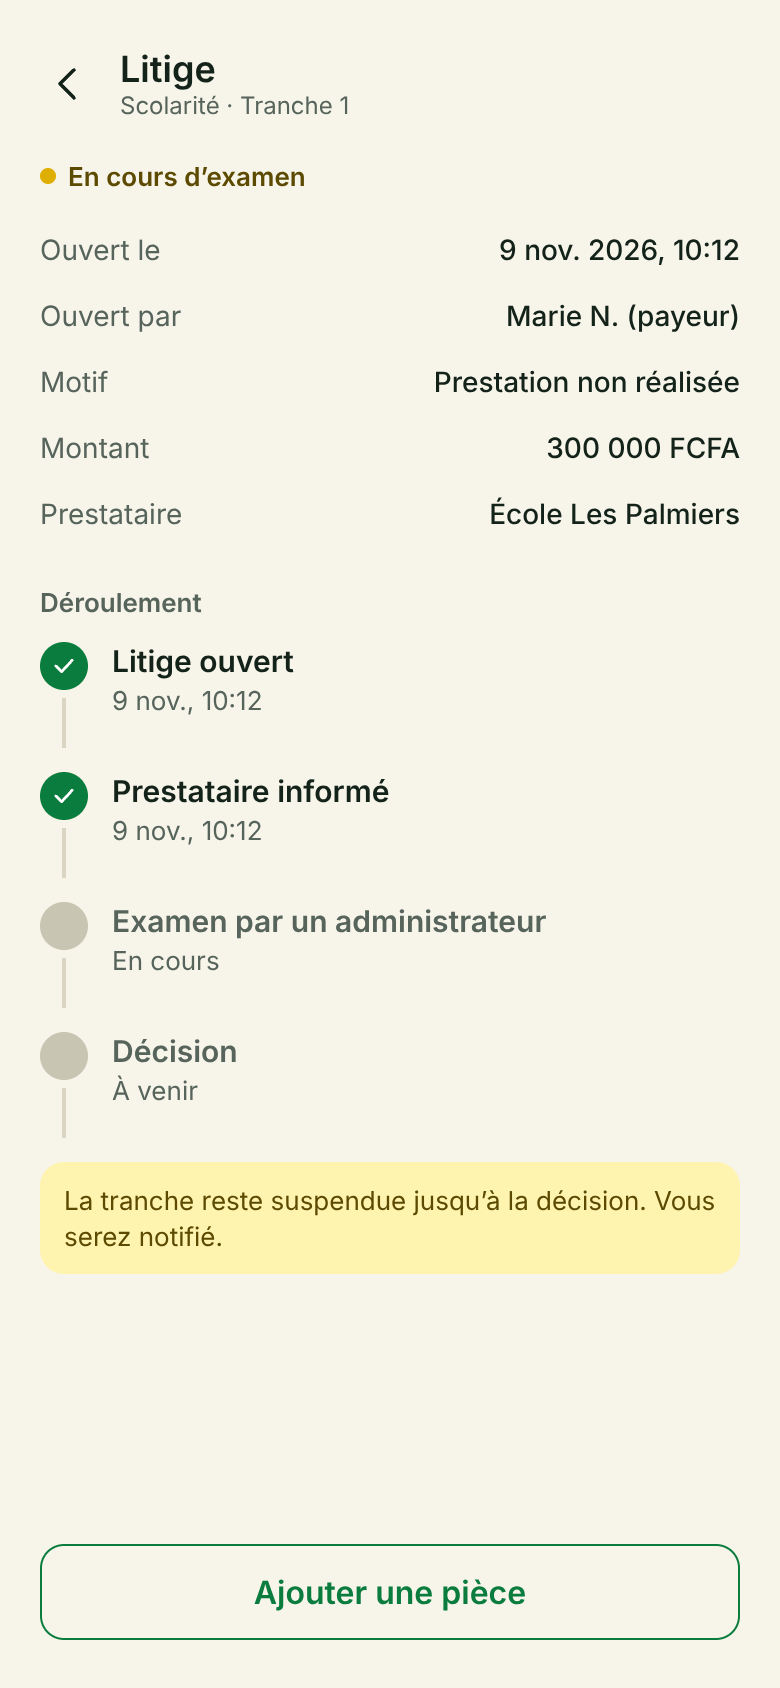 Litige
Scolarité · Tranche 1
En cours d’examen
Ouvert le 9 nov. 2026, 10:12
Ouvert par Marie N. (payeur)
Motif Prestation non réalisée
Montant 300 000 FCFA
Prestataire École Les Palmiers
Déroulement
Litige ouvert
9 nov., 10:12
Prestataire informé
9 nov., 10:12
Examen par un administrateur
En cours
Décision
À venir
La tranche reste suspendue jusqu’à la décision. Vous
serez notifié.
Ajouter une pièce